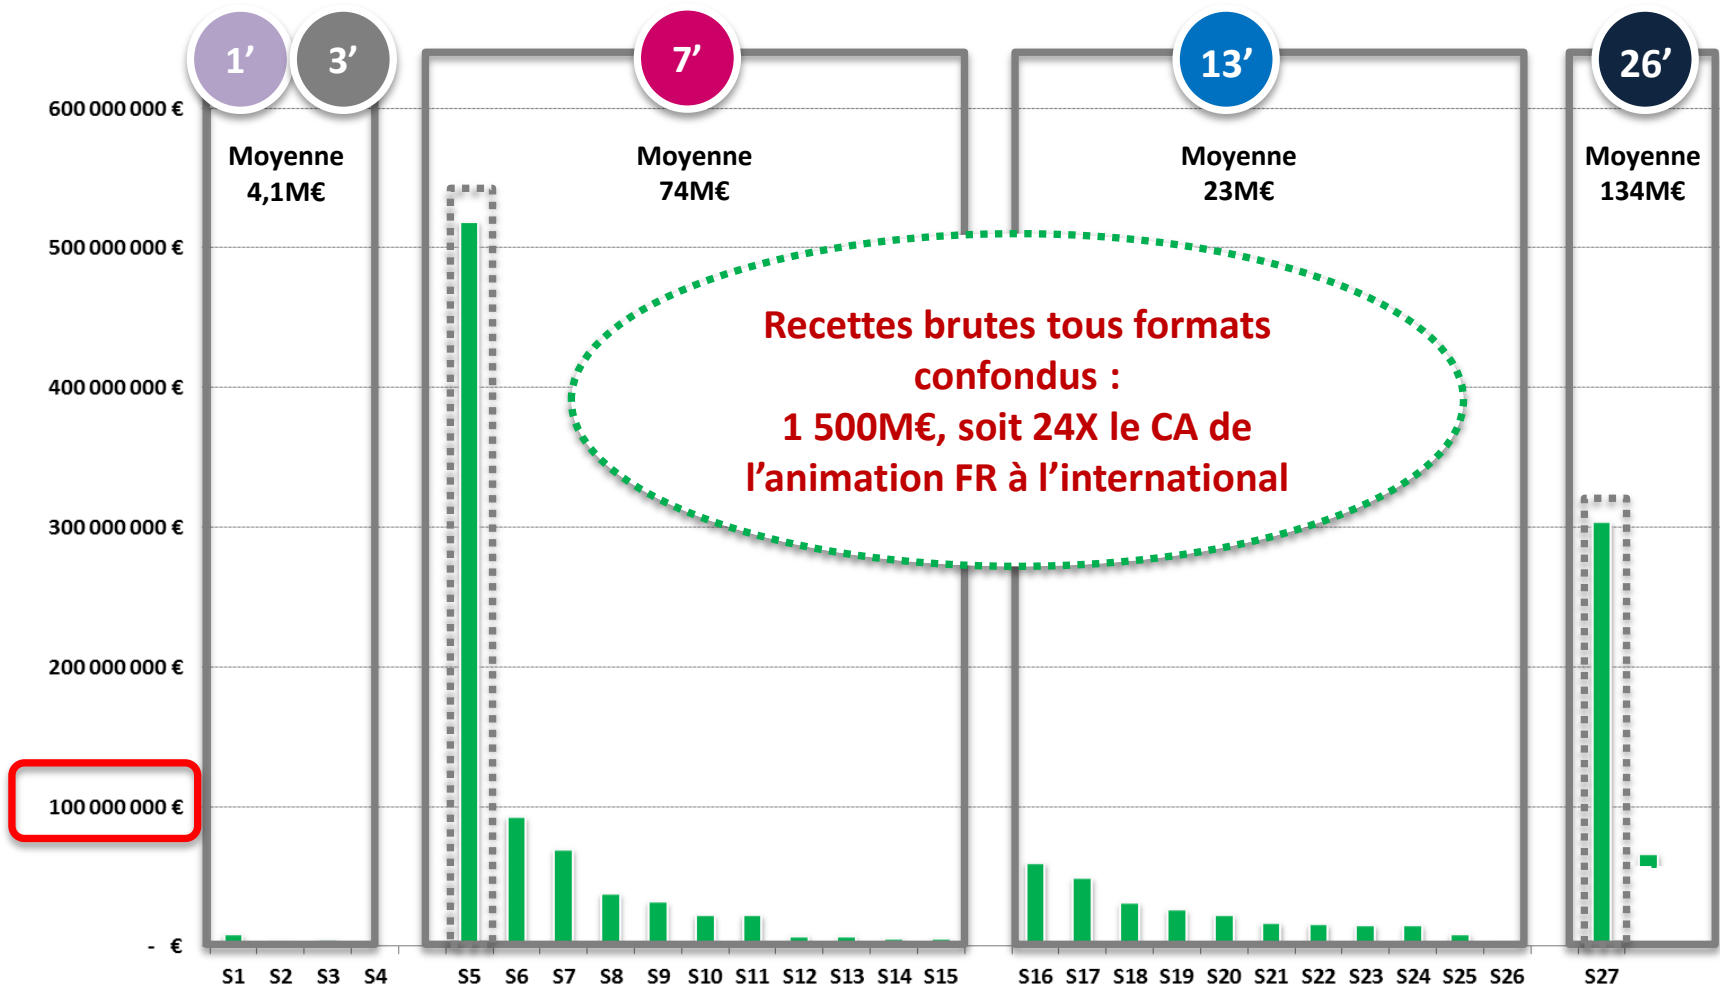 1’
3’
7’
13’
26’
600 000 000 €
500 000 000 €
400 000 000 €
300 000 000 €
200 000 000 €
100 000 000 €
- €
Moyenne
4,1M€
Moyenne
74M€
Moyenne
23M€
Moyenne
134M€
Recettes brutes tous formats
confondus :
1 500M€, soit 24X le CA de
l’animation FR à l’international
S1 S2 S3 S4 S5 S6 S7 S8 S9 S10 S11 S12 S13 S14 S15 S16 S17 S18 S19 S20 S21 S22 S23 S24 S25 S26 S27